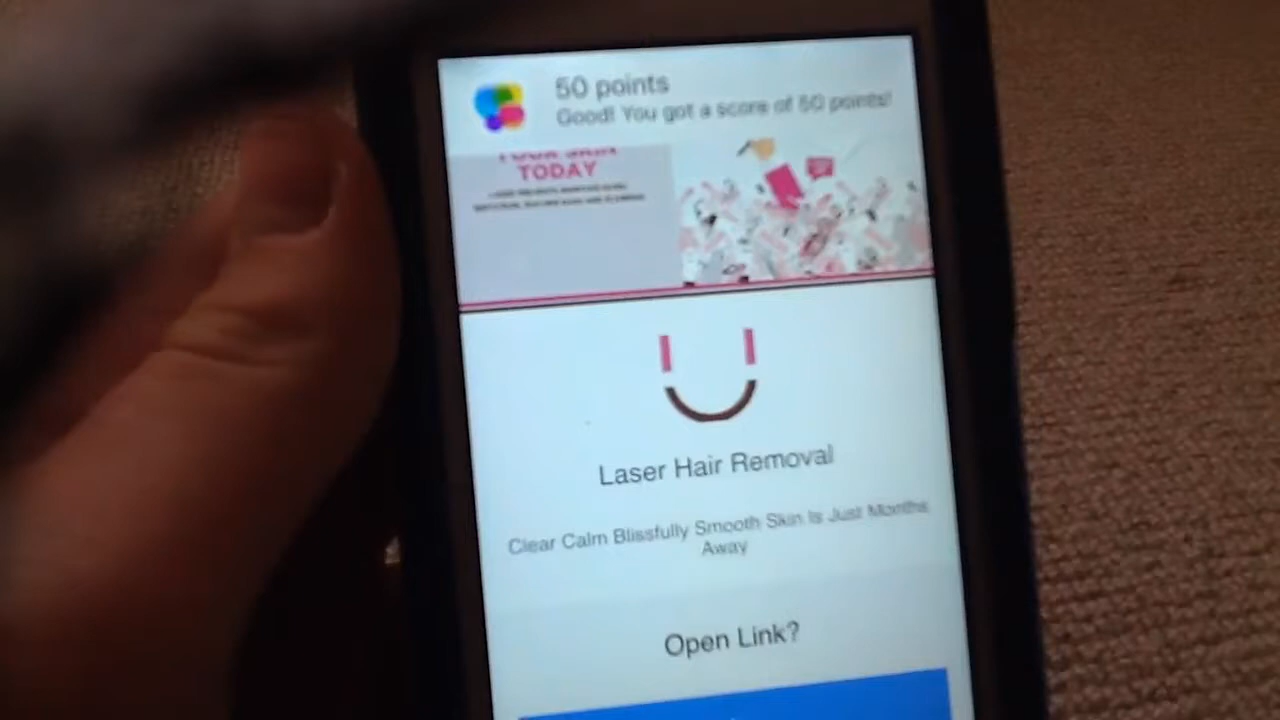 50 points
Good! You got a score of 50 points!
TODAY
Laser Hair Removal
Clear Calm Blissfully Smooth Skin Is Just Months
Away
Open Link?